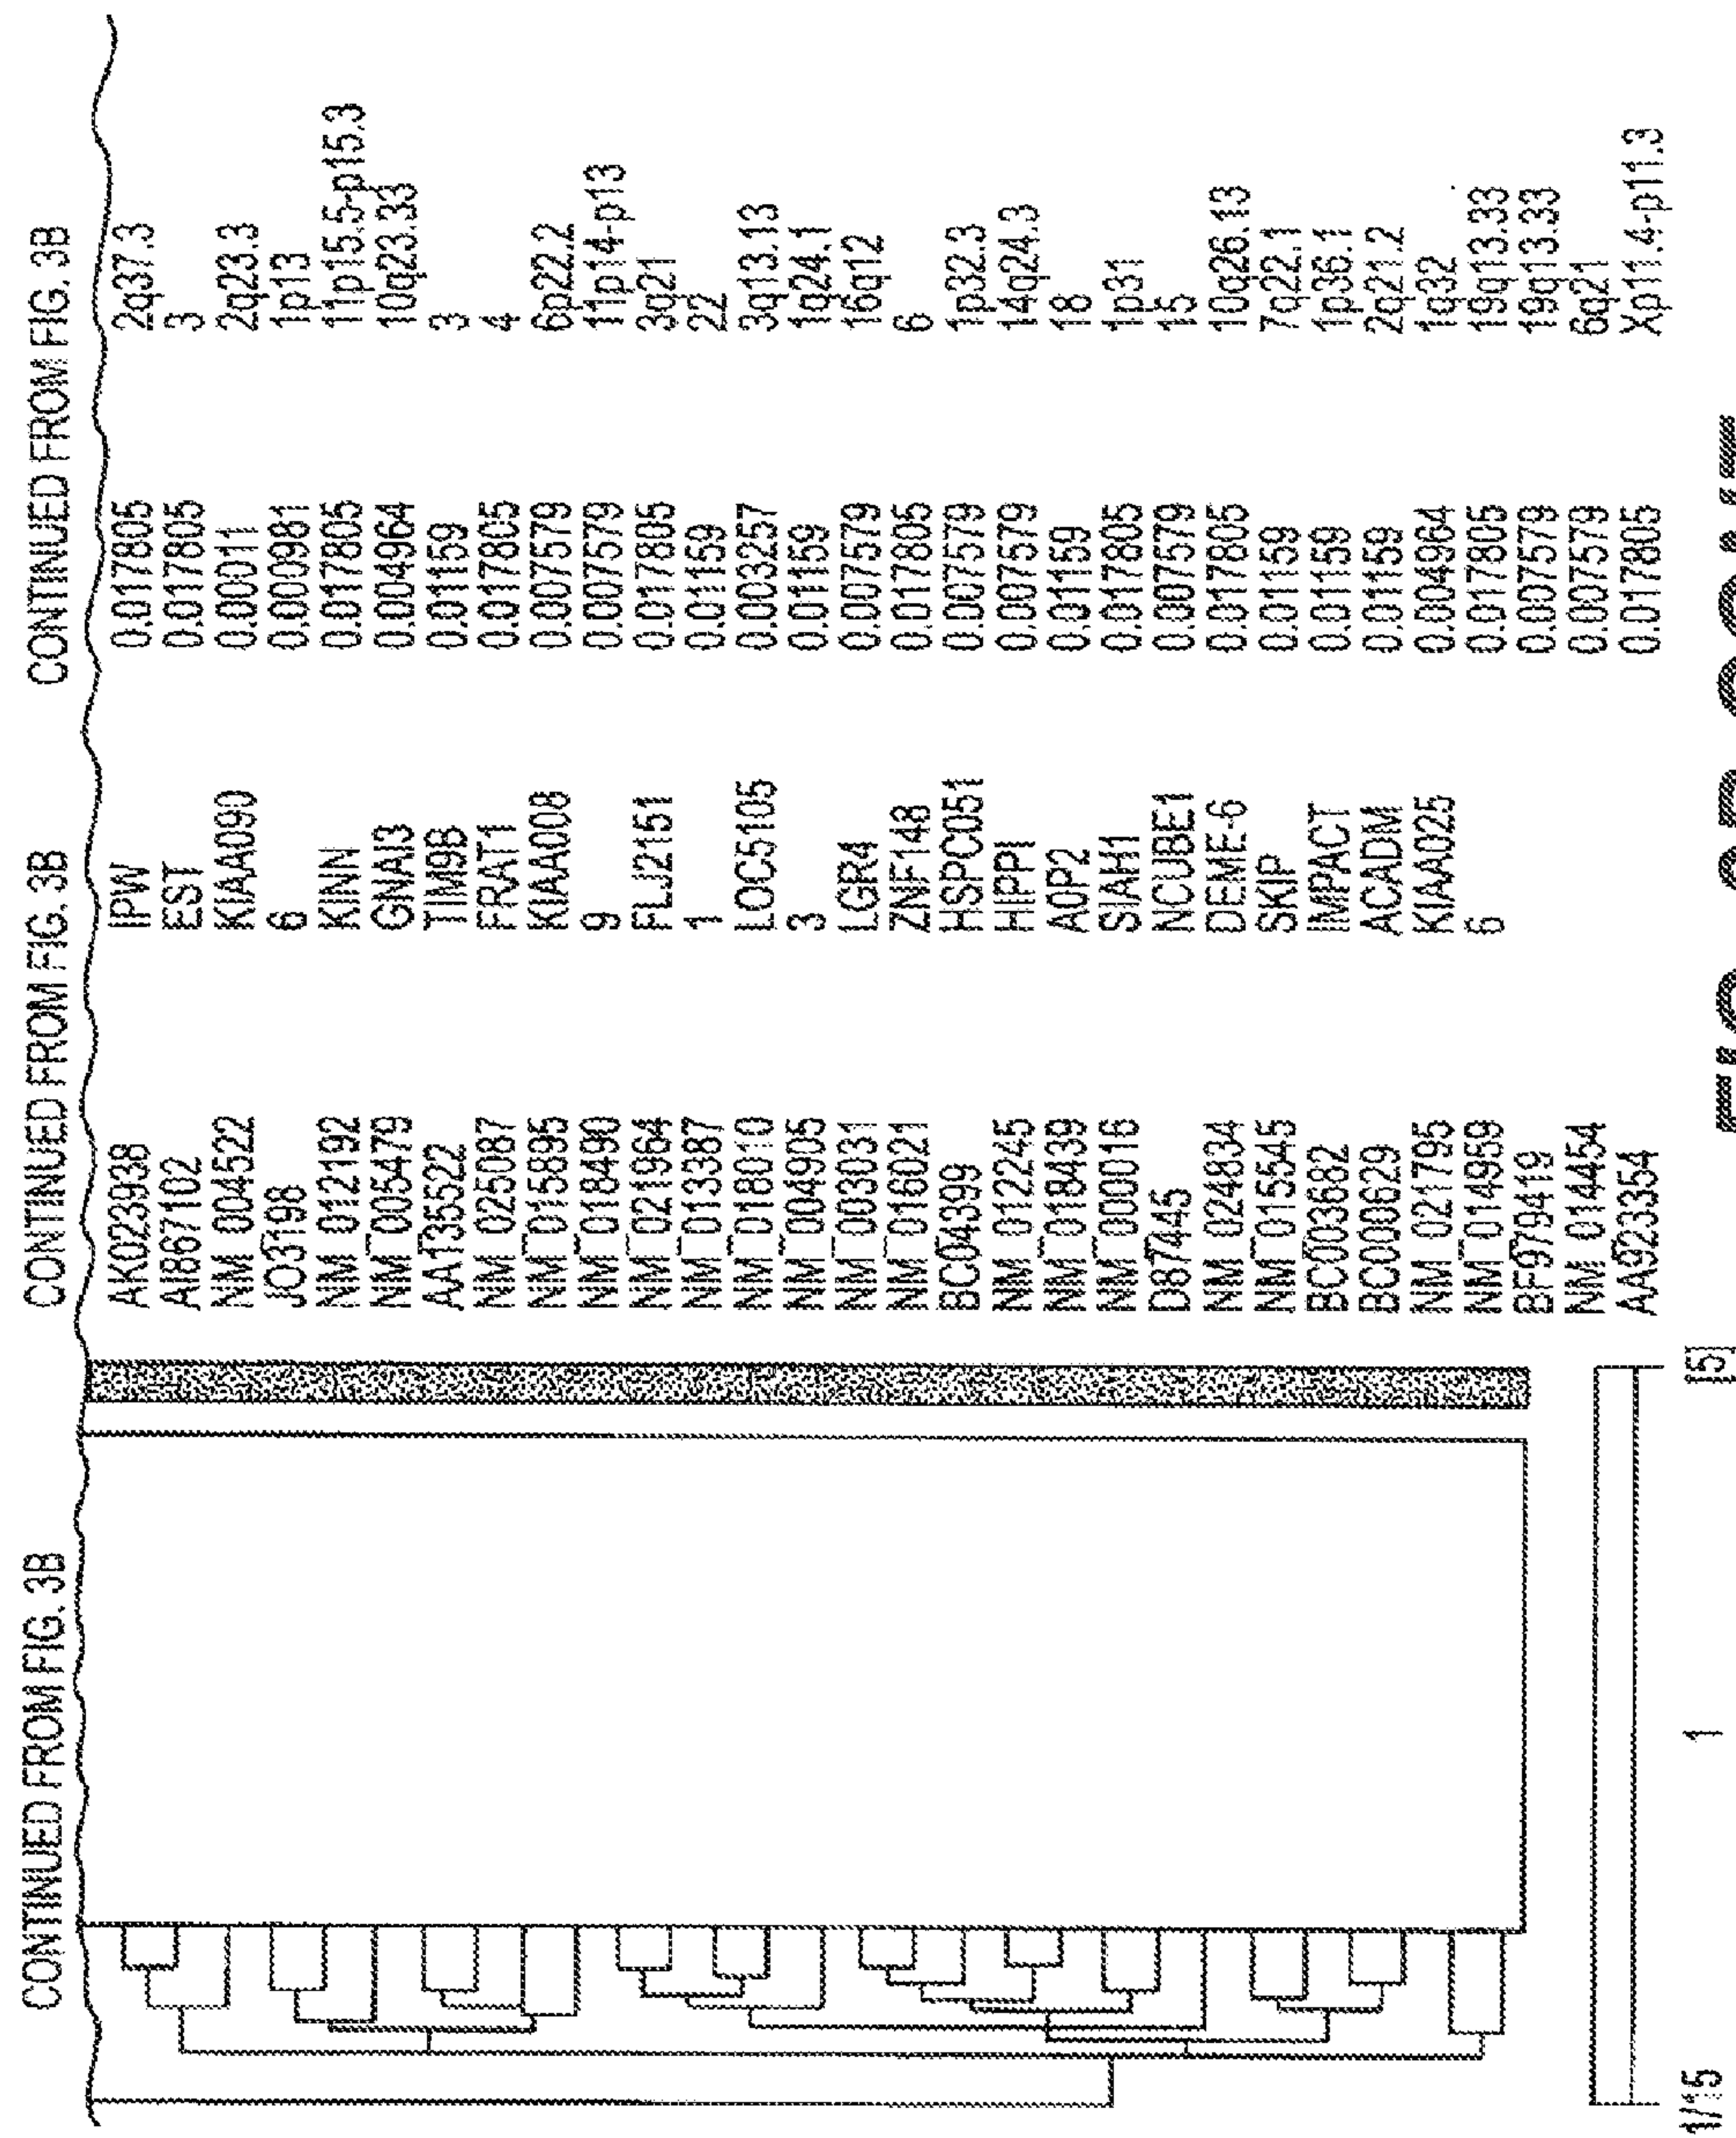 CONTINUED FROM FIG. 3B CONTINUED FROM FIG. 3B CONTINUED FROM FIG. 3B
AK023938 IPW 0.017805 2q37.3
AI867102 EST 0.017805 3
NM_004522 KIAA090 0.00011 2q23.3
JO3198 6 0.000981 1p13
NM_012192 KINN 0.017805 11p15.5-p15.3
NM_005479 GNAI3 0.004964 10q23.33
AA135522 TIM9B 0.01159 3
NM_025087 FRAT1 0.017805 4
NM_015895 KIAA008 0.007579 6p22.2
NM_018490 9 0.007579 11p14-p13
NM_021964 FLJ2151 0.017805 3q21
NM_013387 1 0.01159 22
NM_018010 LOC5105 0.003257 3q13.13
NM_004905 3 0.01159 1q24.1
NM_003031 LGR4 0.007579 16q12
NM_016021 ZNF148 0.017805 6
BC04399 HSPC051 0.007579 1p32.3
NM_012245 HIPPI 0.007579 14q24.3
NM_018439 A0P2 0.01159 18
NM_000016 SIAH1 0.017805 1p31
D87445 NCUBE1 0.007579 15
NM_024834 DEME-6 0.017805 10q26.13
NM_015545 SKIP 0.01159 7q22.1
BC003682 IMPACT 0.01159 1p36.1
BC000629 ACADM 0.01159 2q21.2
NM_021795 KIAA025 0.004964 1q32
NM_014959 6 0.017805 19q13.33
BF979419 0.007579 19q13.33
NM_014454 0.007579 6q21
AA923354 0.017805 Xp11.4-p11.3
1/15 1 [5]